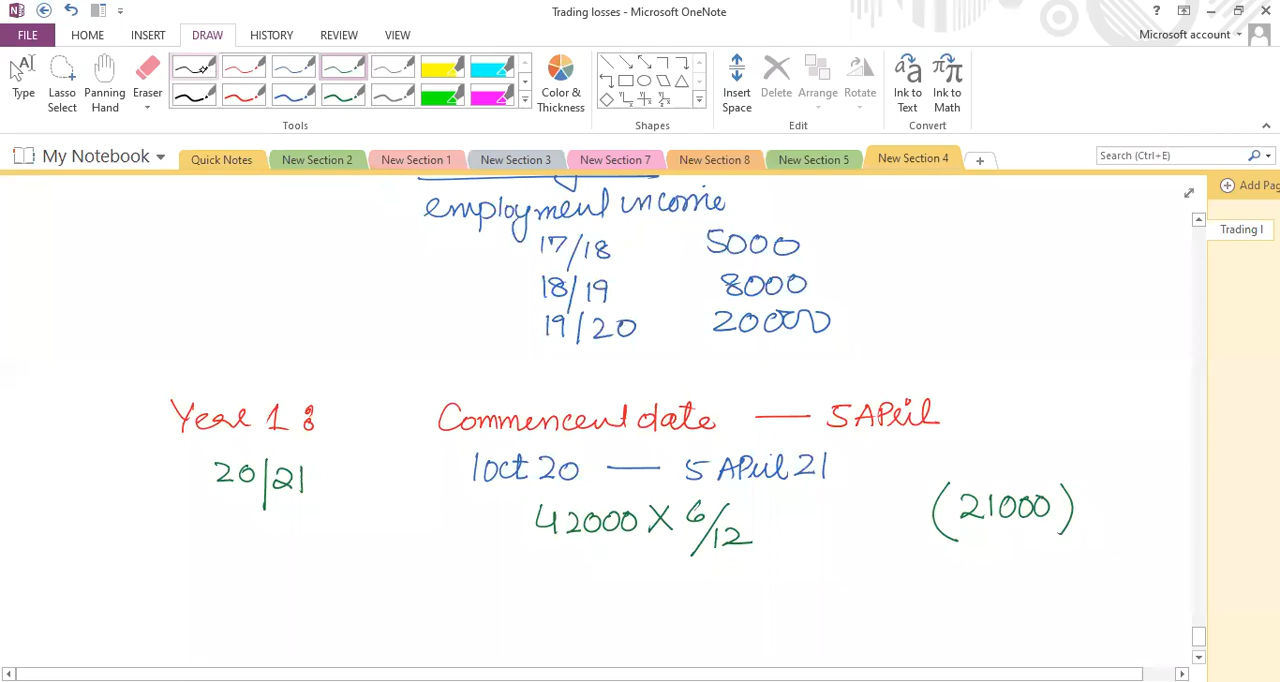 Trading losses - Microsoft OneNote
FILE HOME INSERT DRAW HISTORY REVIEW VIEW Microsoft account
Type Lasso Select Panning Hand Eraser Color & Thickness Insert Space Delete Arrange Rotate Ink to Text Ink to Math
Tools Shapes Edit Convert
My Notebook Quick Notes New Section 2 New Section 1 New Section 3 New Section 7 New Section 8 New Section 5 New Section 4 Search (Ctrl+E)
Add Pag
Trading I
employment income
17/18 5000
18/19 8000
19/20 20000
Year 1 : Commencent date — 5 APril
20/21 1 Oct 20 — 5 APril 21
42000 X 6/12 (21000)